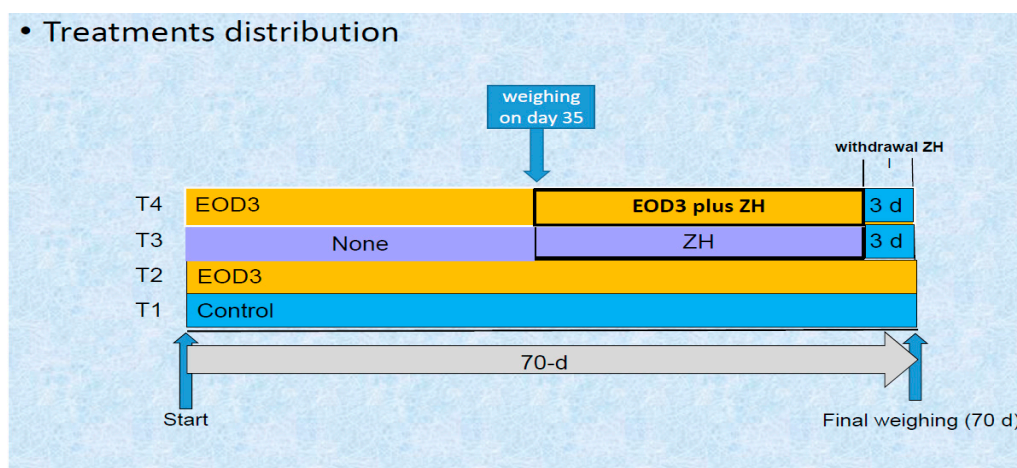 • Treatments distribution
weighing
on day 35
withdrawal ZH
T4 EOD3 EOD3 plus ZH 3 d
T3 None ZH 3 d
T2 EOD3
T1 Control
70-d
Start
Final weighing (70 d)